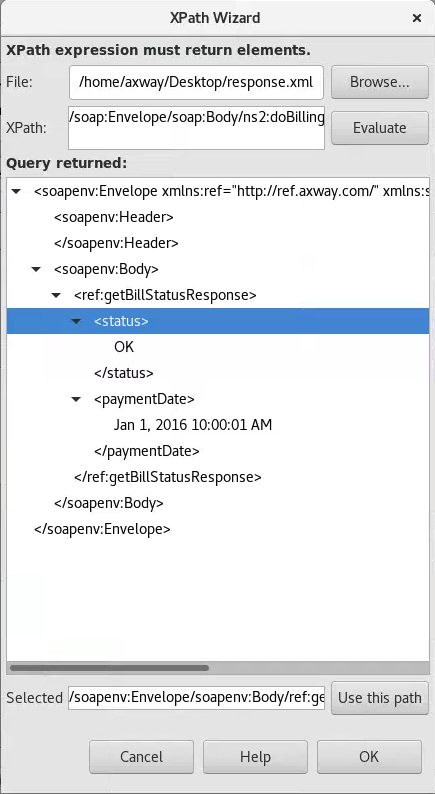 XPath Wizard
XPath expression must return elements.
File: /home/axway/Desktop/response.xml Browse...
XPath: /soap:Envelope/soap:Body/ns2:doBilling Evaluate
Query returned:
<soapenv:Envelope xmlns:ref="http://ref.axway.com/" xmlns:s
<soapenv:Header>
</soapenv:Header>
<soapenv:Body>
<ref:getBillStatusResponse>
<status>
OK
</status>
<paymentDate>
Jan 1, 2016 10:00:01 AM
</paymentDate>
</ref:getBillStatusResponse>
</soapenv:Body>
</soapenv:Envelope>
Selected /soapenv:Envelope/soapenv:Body/ref:ge Use this path
Cancel Help OK